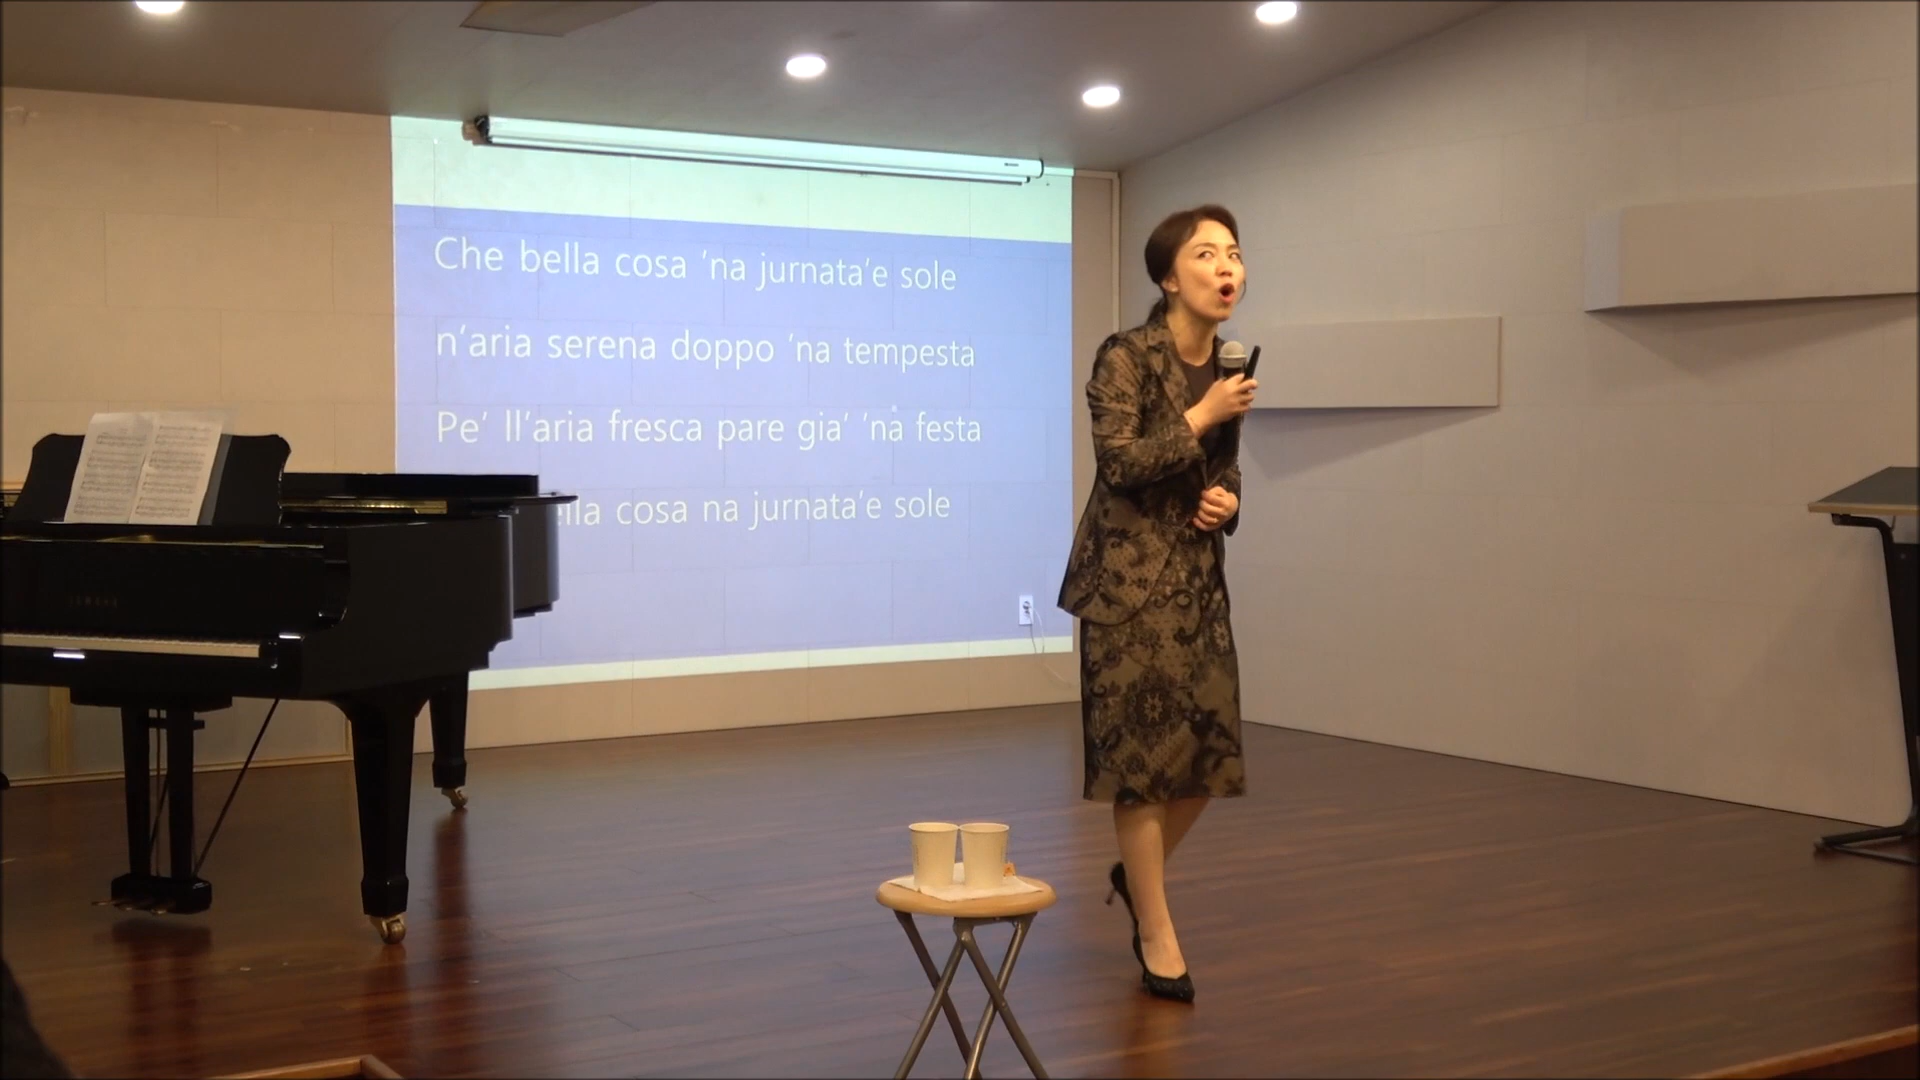 Che bella cosa ‘na jurnata’e sole
n’aria serena doppo ‘na tempesta
Pe’ ll’aria fresca pare gia’ ‘na festa
cosa na jurnata’e sole